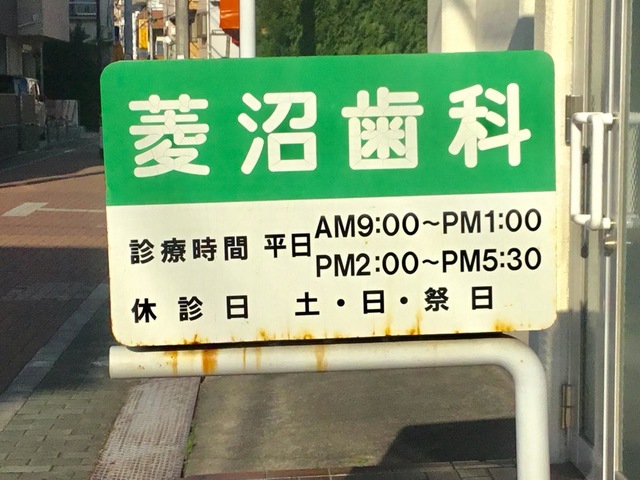 菱沼歯科
診療時間 平日 AM9:00～PM1:00
PM2:00～PM5:30
休診日 土・日・祭日